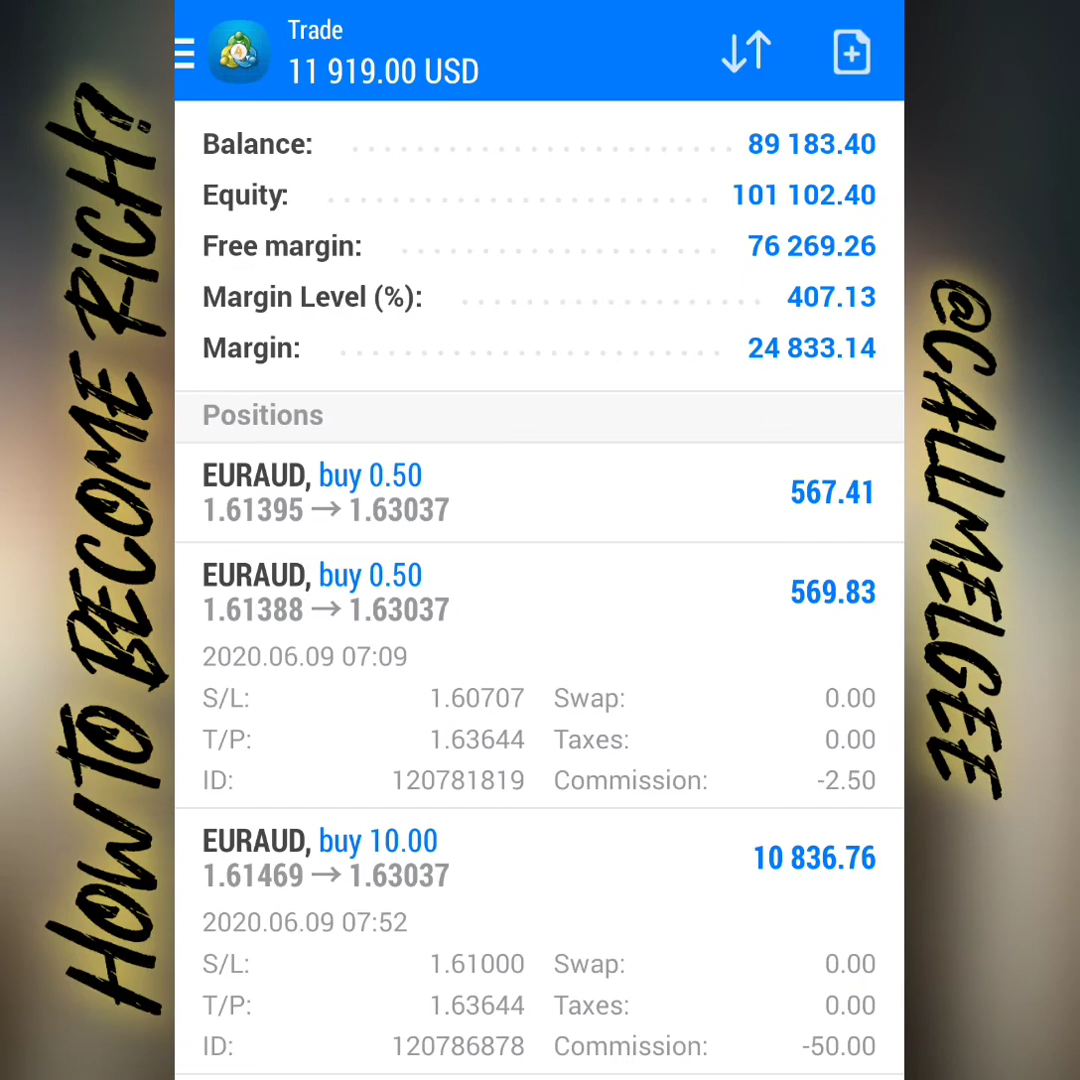 HOW TO BECOME RiCH?
Trade
11 919.00 USD
Balance: 89 183.40
Equity: 101 102.40
Free margin: 76 269.26
Margin Level (%): 407.13
Margin: 24 833.14
Positions
EURAUD, buy 0.50 567.41
1.61395 → 1.63037
EURAUD, buy 0.50 569.83
1.61388 → 1.63037
2020.06.09 07:09
S/L: 1.60707 Swap: 0.00
T/P: 1.63644 Taxes: 0.00
ID: 120781819 Commission: -2.50
EURAUD, buy 10.00 10 836.76
1.61469 → 1.63037
2020.06.09 07:52
S/L: 1.61000 Swap: 0.00
T/P: 1.63644 Taxes: 0.00
ID: 120786878 Commission: -50.00
@CALLMELGEE